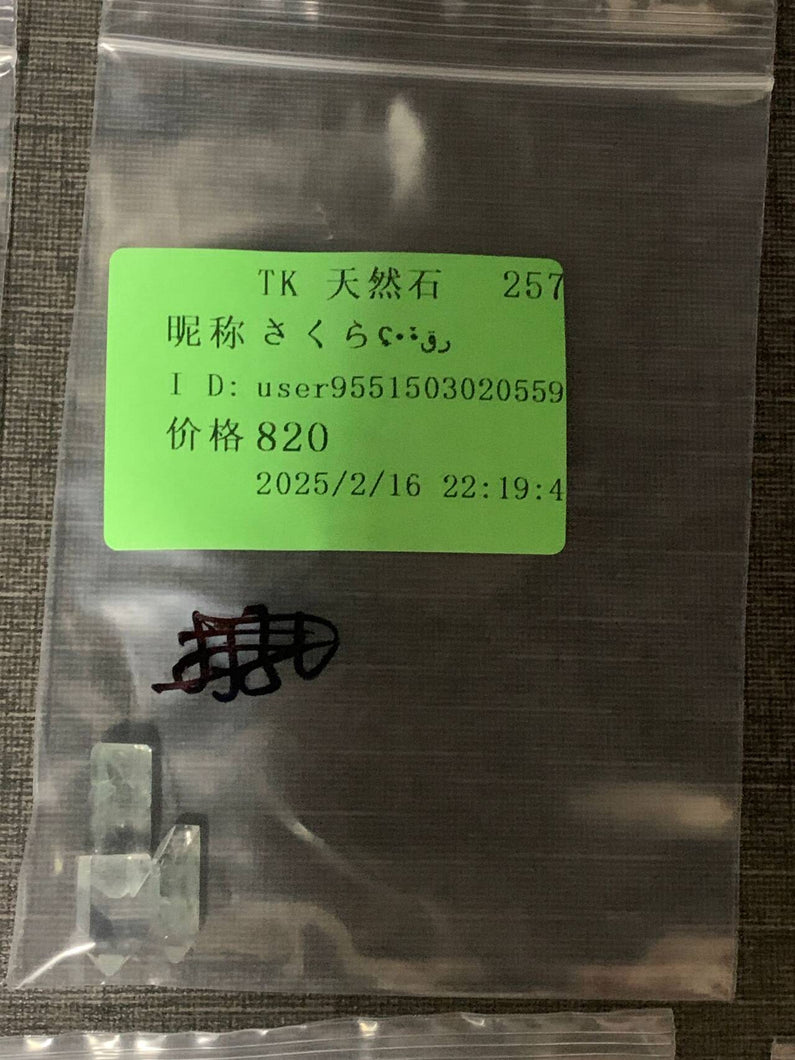 TK 天然石 257
昵称 さくら ʕ•̫͡•ʔرق
I D: user9551503020559
价格 820
2025/2/16 22:19:4